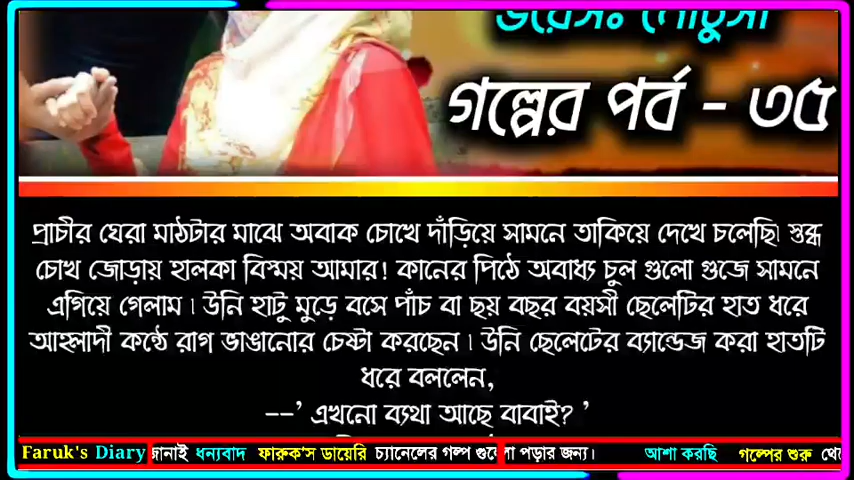 গল্পের পর্ব - ৩৫
প্রাচীর ঘেরা মাঠটার মাঝে অবাক চোখে দাঁড়িয়ে সামনে তাকিয়ে দেখে চলেছি৷ স্তব্ধ
চোখ জোড়ায় হালকা বিস্ময় আমার! কানের পিঠে অবাধ্য চুল গুলো গুজে সামনে
এগিয়ে গেলাম। উনি হাটু মুড়ে বসে পাঁচ বা ছয় বছর বয়সী ছেলেটির হাত ধরে
আহ্লাদী কন্ঠে রাগ ভাঙানোর চেষ্টা করছেন। উনি ছেলেটের ব্যান্ডেজ করা হাতটি
ধরে বললেন,
--’ এখনো ব্যথা আছে বাবাই? ’
Faruk's Diary জানাই ধন্যবাদ ফারুক'স ডায়েরি চ্যানেলের গল্প পড়ার জন্য। আশা করছি গল্পের শুরু